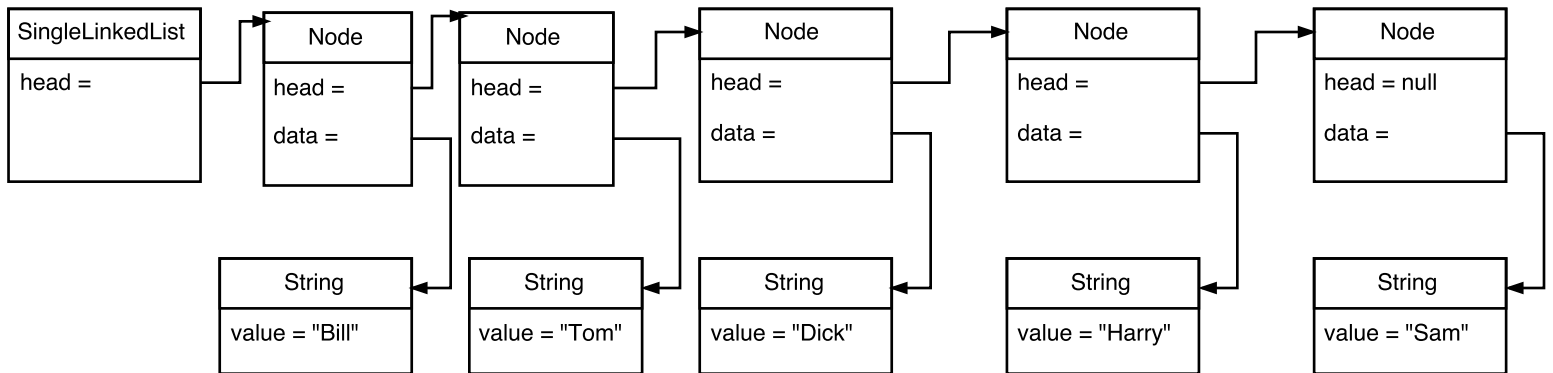 SingleLinkedList
head =
Node
head =
data =
Node
head =
data =
Node
head =
data =
Node
head =
data =
Node
head = null
data =
String
value = "Bill"
String
value = "Tom"
String
value = "Dick"
String
value = "Harry"
String
value = "Sam"